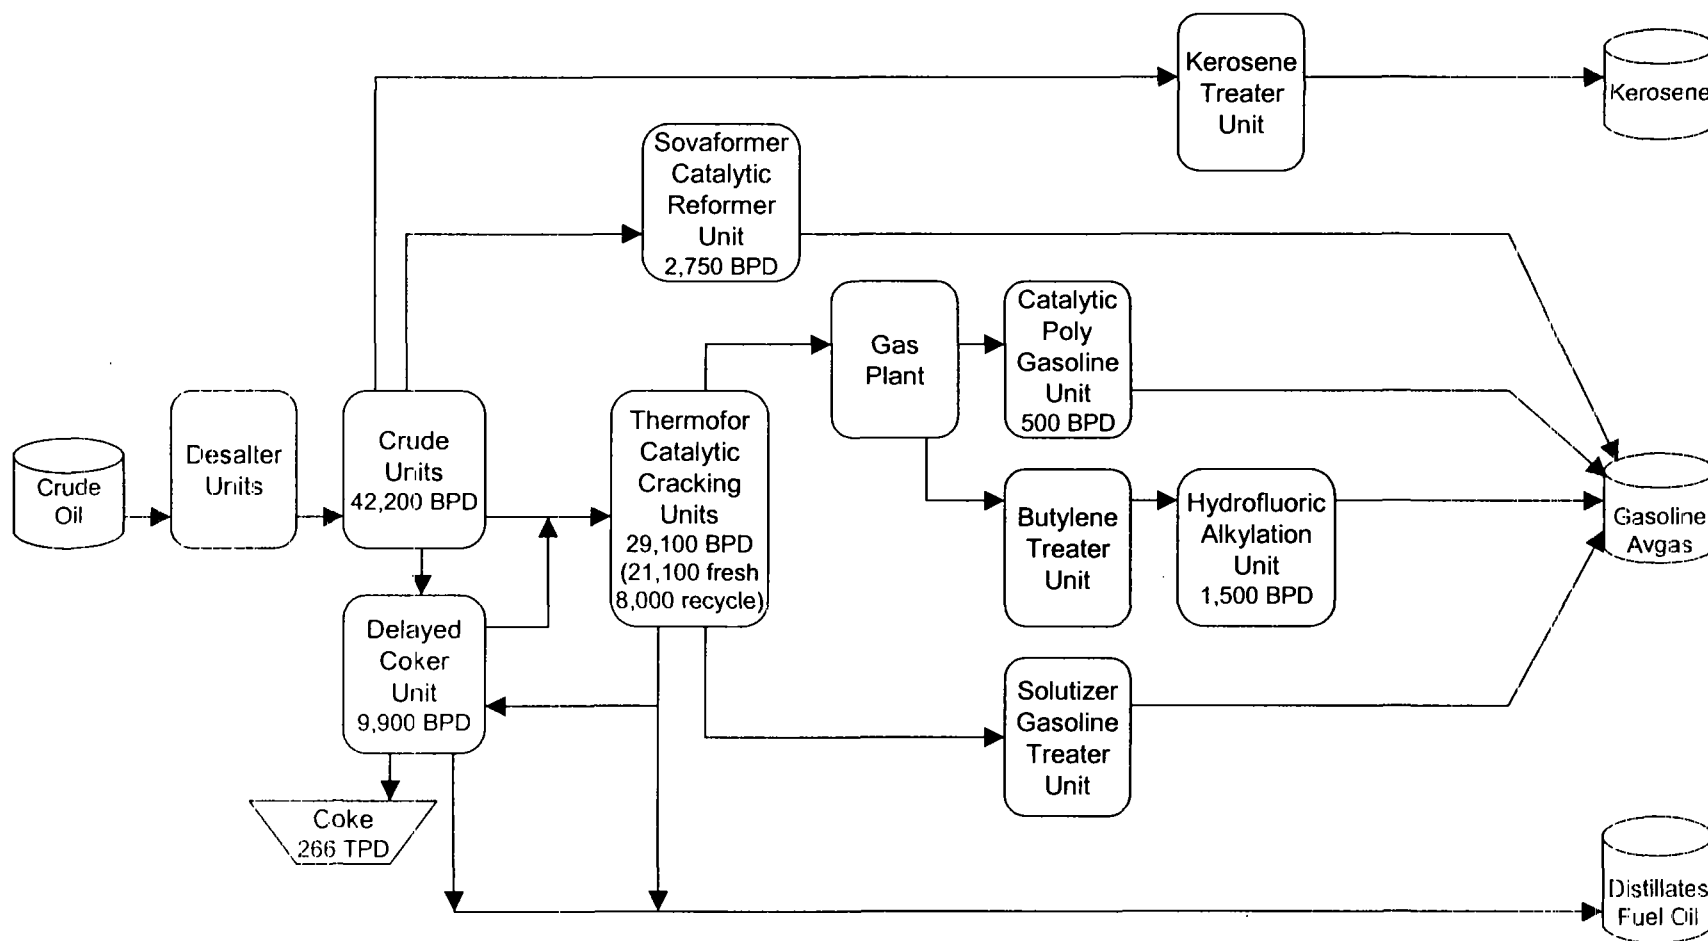 Kerosene
Treater
Unit
Kerosene
Sovaformer
Catalytic
Reformer
Unit
2,750 BPD
Gas
Plant
Catalytic
Poly
Gasoline
Unit
500 BPD
Crude
Oil
Desalter
Units
Crude
Units
42,200 BPD
Thermofor
Catalytic
Cracking
Units
29,100 BPD
(21,100 fresh
8,000 recycle)
Butylene
Treater
Unit
Hydrofluoric
Alkylation
Unit
1,500 BPD
Gasoline
Avgas
Delayed
Coker
Unit
9,900 BPD
Solutizer
Gasoline
Treater
Unit
Coke
266 TPD
Distillates
Fuel Oil